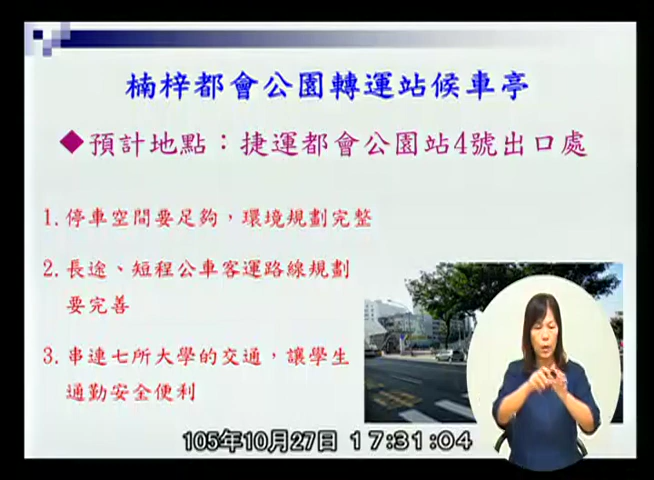 楠梓都會公園轉運站候車亭
◆預計地點：捷運都會公園站4號出口處
1.停車空間要足夠，環境規劃完整
2.長途、短程公車客運路線規劃
要完善
3.串連七所大學的交通，讓學生
通勤安全便利
105年10月27日 17:31:04